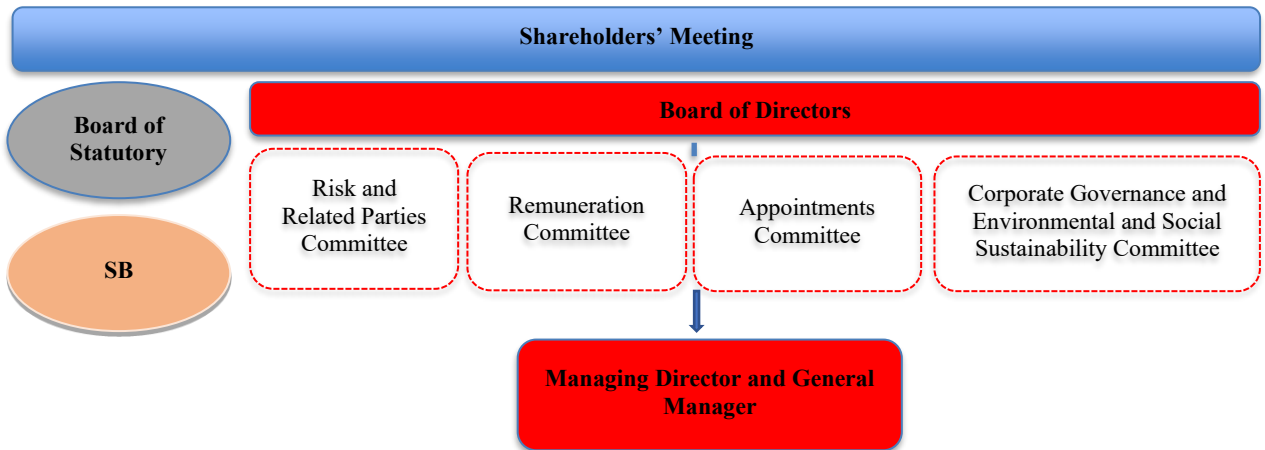 Shareholders’ Meeting
Board of
Statutory
Board of Directors
Risk and
Related Parties
Committee
Remuneration
Committee
Appointments
Committee
Corporate Governance and
Environmental and Social
Sustainability Committee
SB
Managing Director and General
Manager